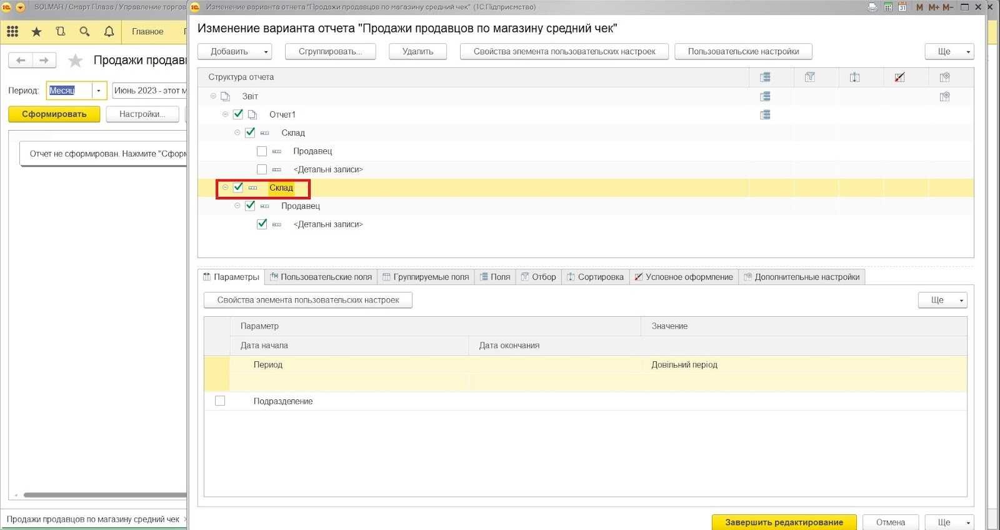 SOLMAR / Смарт Плаза / Управление торгов
Изменение варианта отчета "Продажи продавцов по магазину средний чек" (1С:Підприємство)
M M+ M-
Главное
Изменение варианта отчета "Продажи продавцов по магазину средний чек"
Продажи продав
Добавить
Сгруппировать...
Удалить
Свойства элемента пользовательских настроек
Пользовательские настройки
Ще
Период:
Месяц
Июнь 2023 - этот м
Сформировать
Настройки...
Отчет не сформирован. Нажмите "Сфор
Структура отчета
Звіт
Отчет1
Склад
Продавец
<Детальні записи>
Склад
Продавец
<Детальні записи>
Параметры
Пользовательские поля
Группируемые поля
Поля
Отбор
Сортировка
Условное оформление
Дополнительные настройки
Свойства элемента пользовательских настроек
Ще
Параметр
Значение
Дата начала
Дата окончания
Период
Довільний період
Подразделение
Продажи продавцов по магазину средний чек
Завершить редактирование
Отмена
Ще